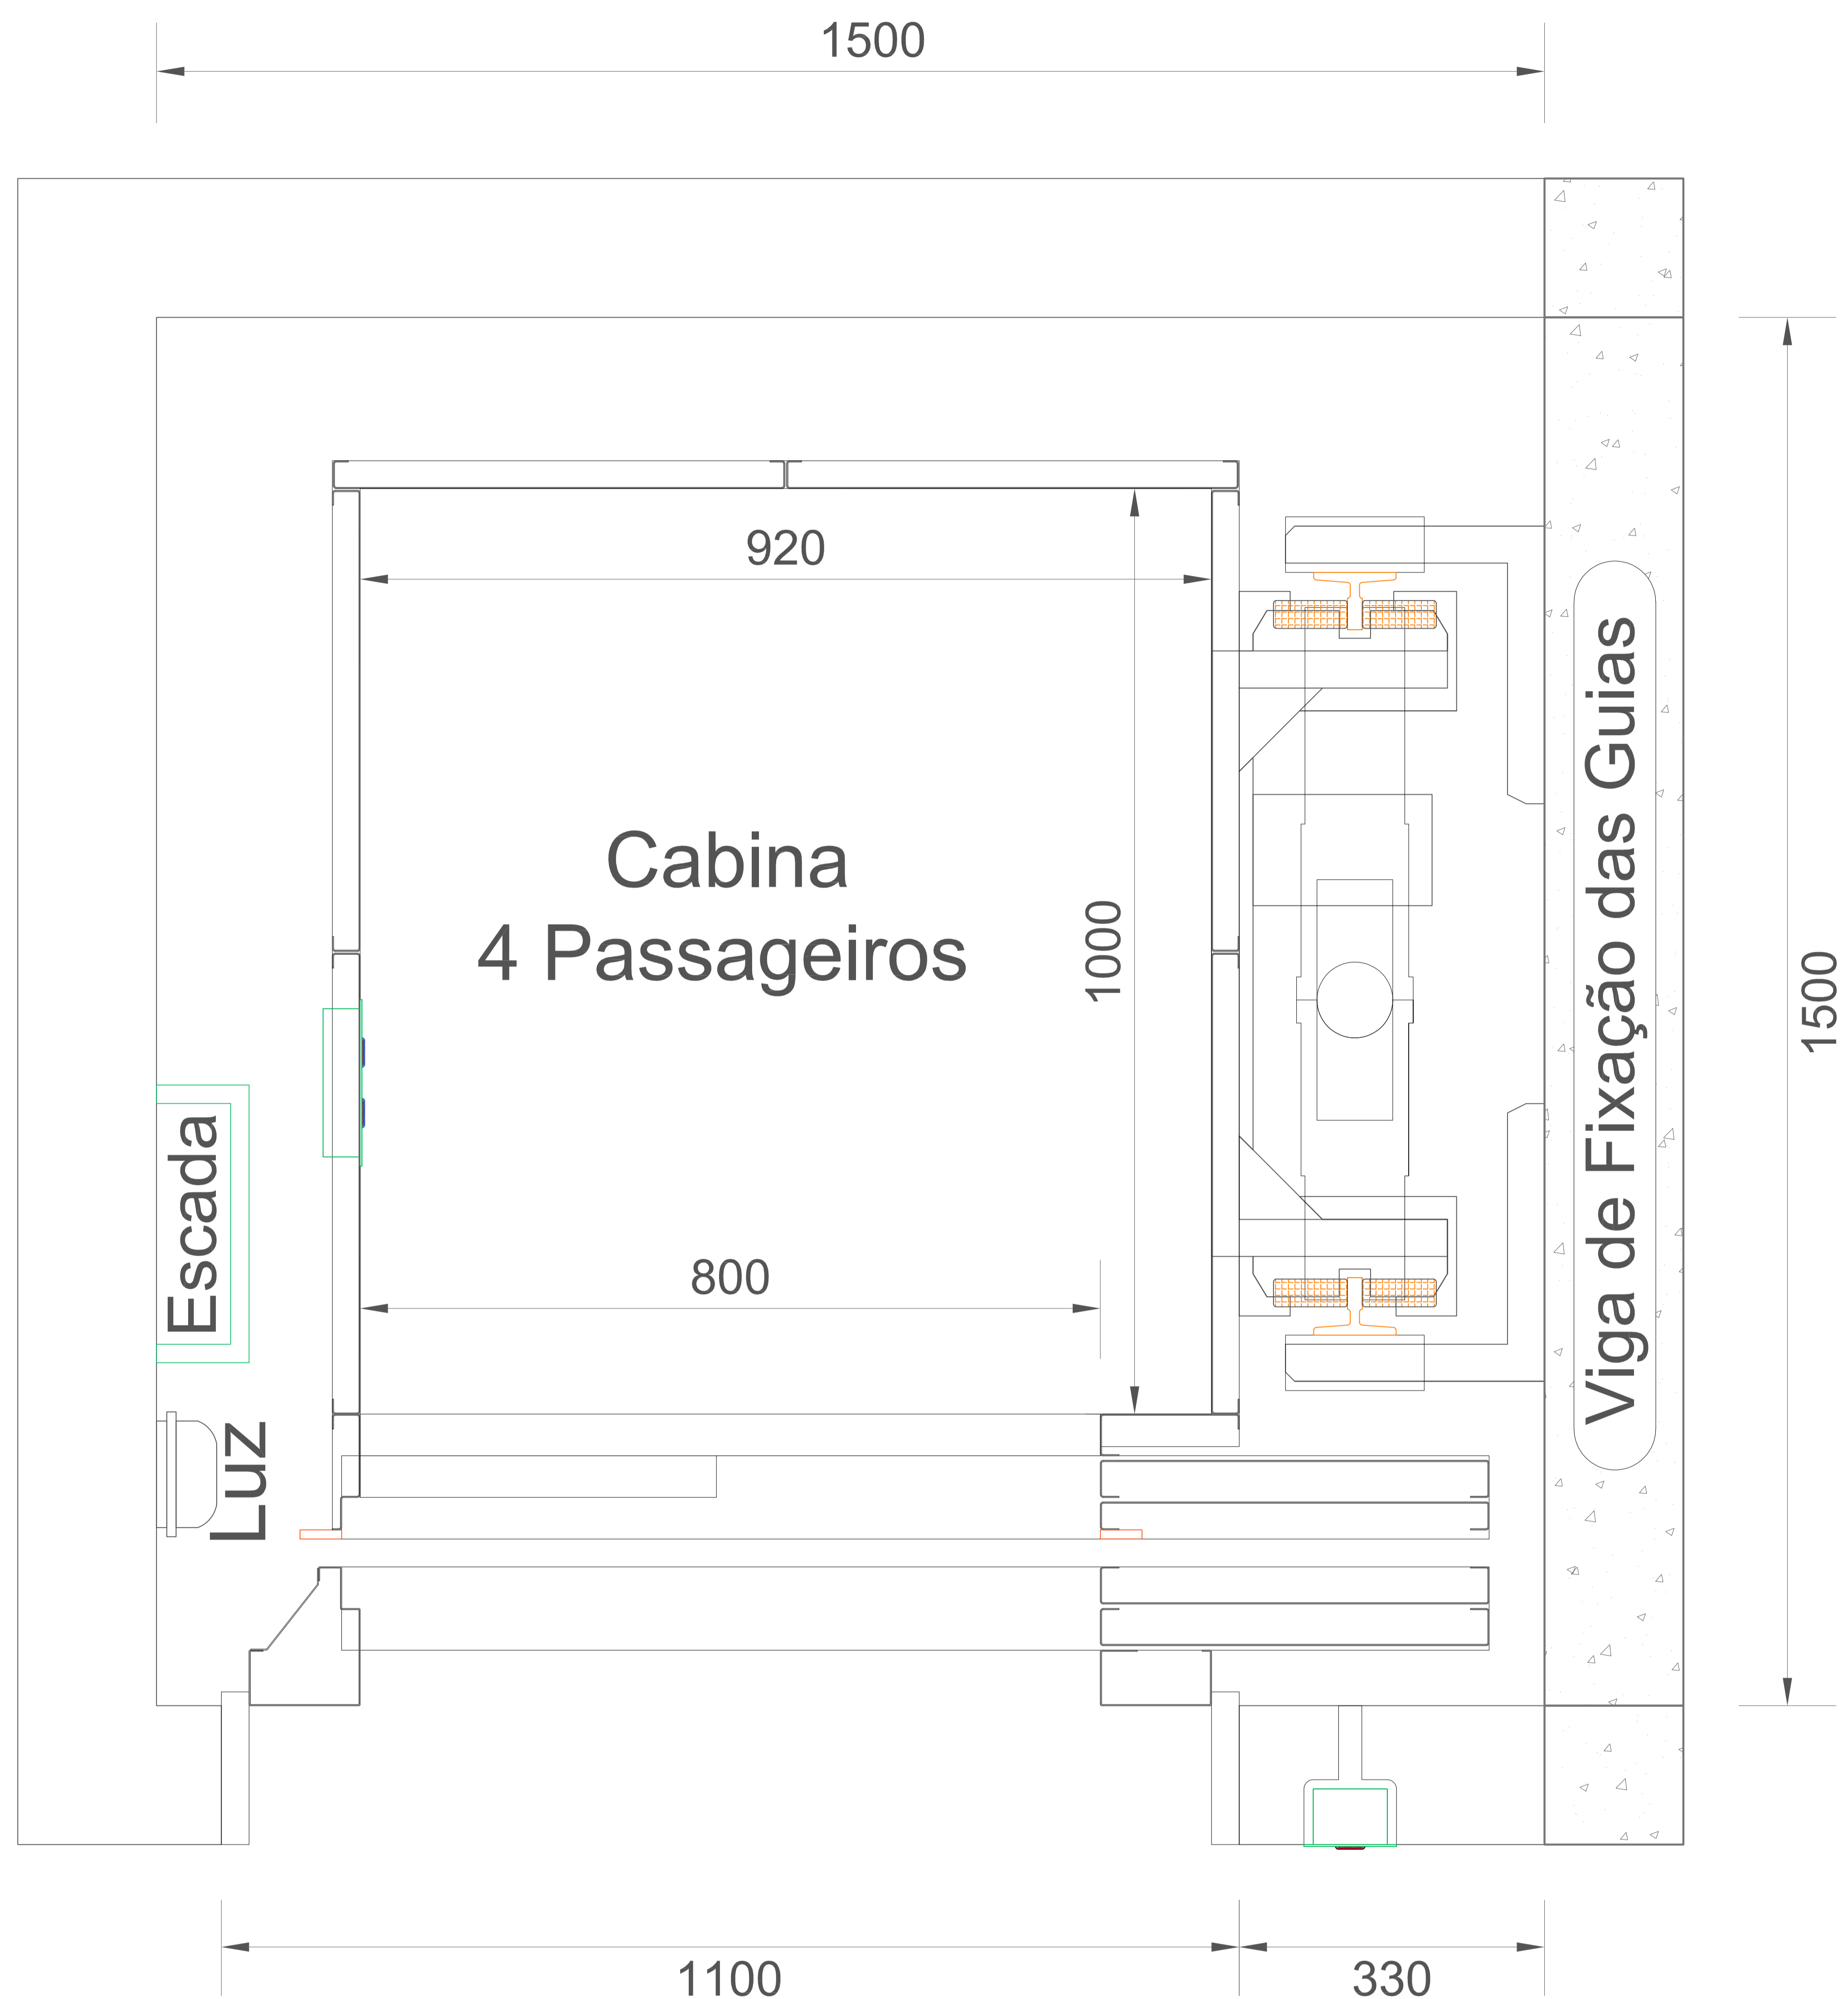 1500
920
Cabina
4 Passageiros
1000
Viga de Fixação das Guias
1500
Escada
800
Luz
1100
330